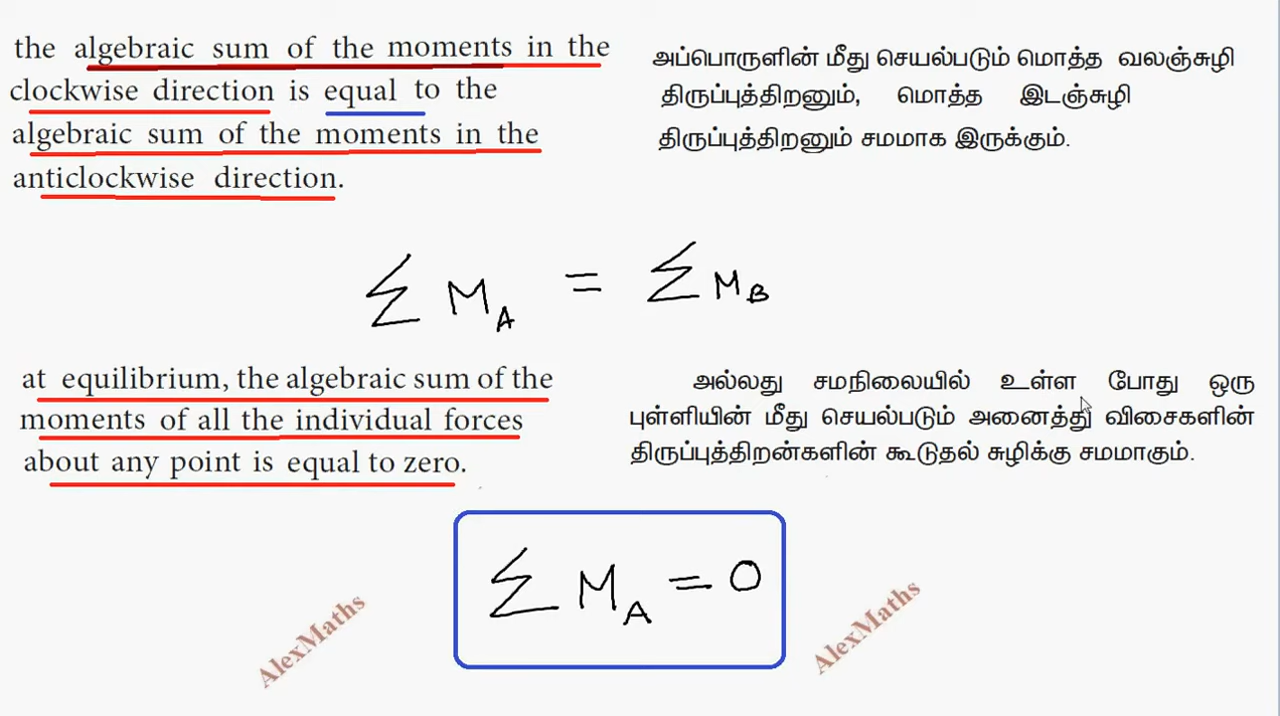 the algebraic sum of the moments in the
clockwise direction is equal to the
algebraic sum of the moments in the
anticlockwise direction.
அப்பொருளின் மீது செயல்படும் மொத்த வலஞ்சுழி
திருப்புத்திறனும், மொத்த இடஞ்சுழி
திருப்புத்திறனும் சமமாக இருக்கும்.
∑ M_A = ∑ M_B
at equilibrium, the algebraic sum of the
moments of all the individual forces
about any point is equal to zero.
அல்லது சமநிலையில் உள்ள போது ஒரு
புள்ளியின் மீது செயல்படும் அனைத்து விசைகளின்
திருப்புத்திறன்களின் கூடுதல் சுழிக்கு சமமாகும்.
∑ M_A = 0
AlexMaths
AlexMaths